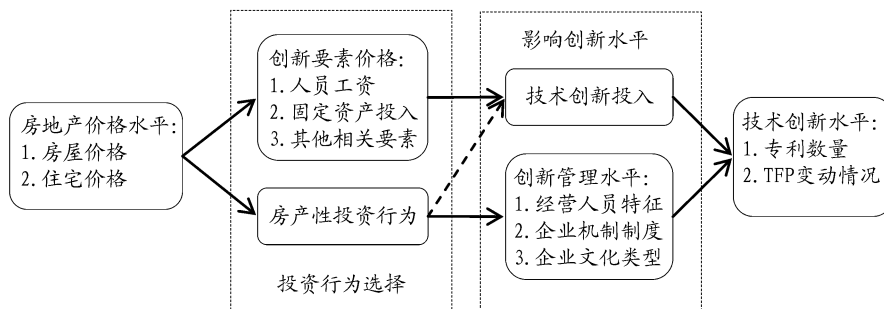 房地产价格水平:
1. 房屋价格
2. 住宅价格
创新要素价格:
1. 人员工资
2. 固定资产投入
3. 其他相关要素
房产性投资行为
投资行为选择
影响创新水平
技术创新投入
创新管理水平:
1. 经营人员特征
2. 企业机制制度
3. 企业文化类型
技术创新水平:
1. 专利数量
2. TFP变动情况